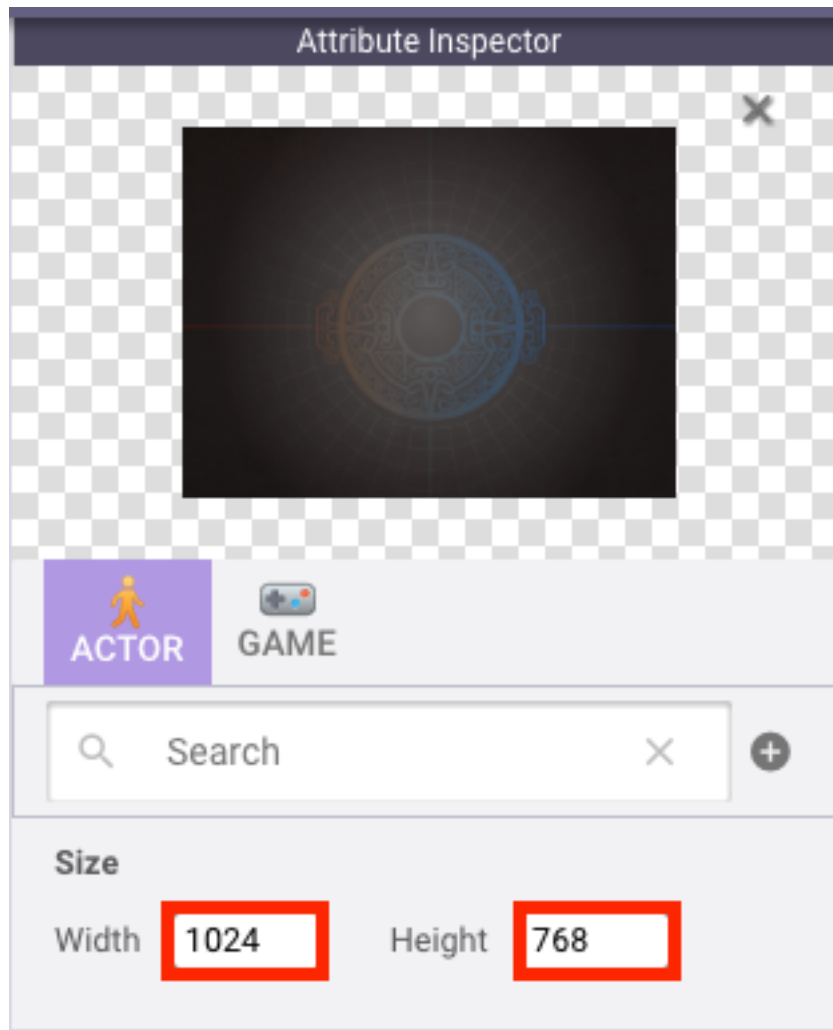 Attribute Inspector
ACTOR
GAME
Search
Size
Width 1024 Height 768